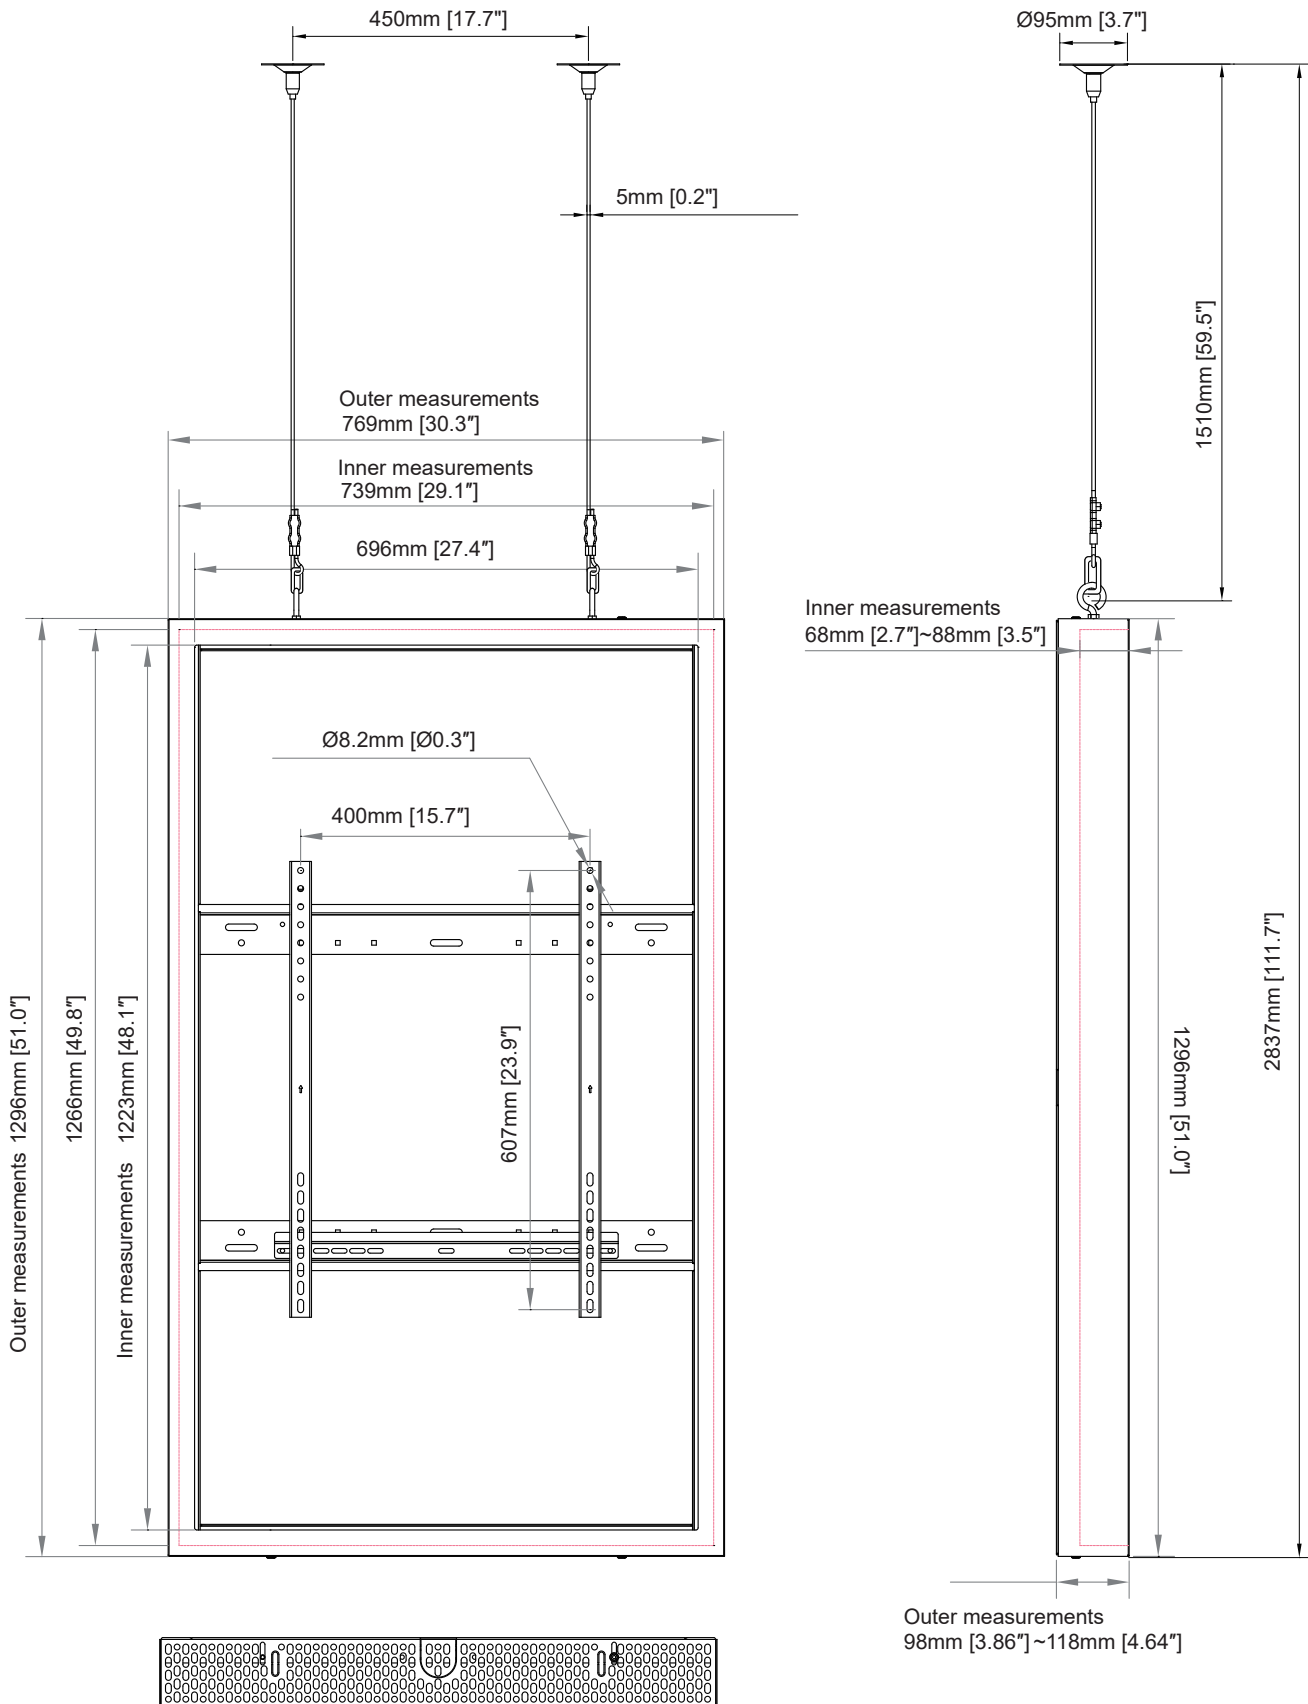 450mm [17.7"]
Ø95mm [3.7"]
5mm [0.2"]
1510mm [59.5"]
Outer measurements
769mm [30.3"]
Inner measurements
739mm [29.1"]
696mm [27.4"]
Inner measurements
68mm [2.7"]~88mm [3.5"]
Ø8.2mm [Ø0.3"]
400mm [15.7"]
607mm [23.9"]
Outer measurements 1296mm [51.0"]
1266mm [49.8"]
Inner measurements 1223mm [48.1"]
1296mm [51.0"]
2837mm [111.7"]
Outer measurements
98mm [3.86"]~118mm [4.64"]